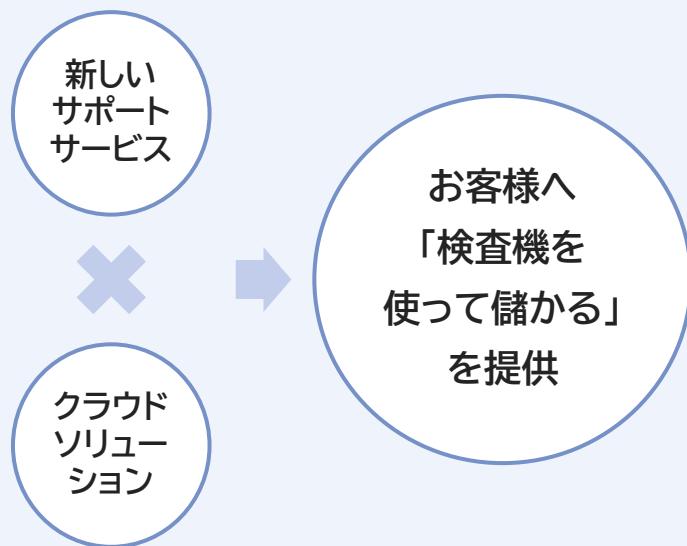 新しい
サポート
サービス
クラウド
ソリュー
ション
お客様へ
「検査機を
使って儲かる」
を提供